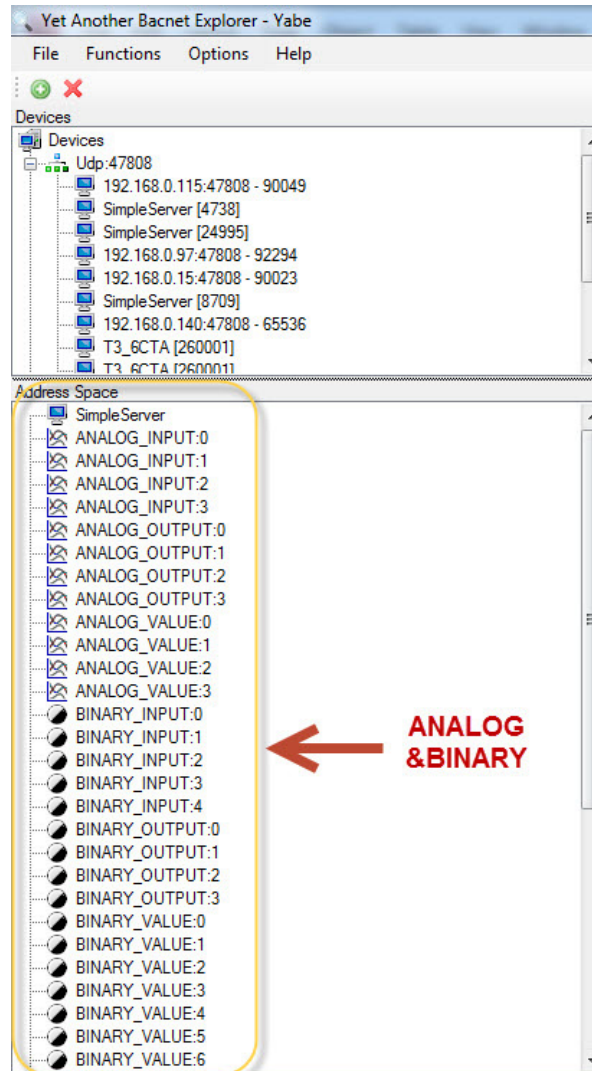 Yet Another Bacnet Explorer - Yabe
File Functions Options Help
Devices
Devices
Udp:47808
192.168.0.115:47808 - 90049
SimpleServer [4738]
SimpleServer [24995]
192.168.0.97:47808 - 92294
192.168.0.15:47808 - 90023
SimpleServer [8709]
192.168.0.140:47808 - 65536
T3_6CTA [260001]
T3_6CTA [260001]
Address Space
SimpleServer
ANALOG_INPUT:0
ANALOG_INPUT:1
ANALOG_INPUT:2
ANALOG_INPUT:3
ANALOG_OUTPUT:0
ANALOG_OUTPUT:1
ANALOG_OUTPUT:2
ANALOG_OUTPUT:3
ANALOG_VALUE:0
ANALOG_VALUE:1
ANALOG_VALUE:2
ANALOG_VALUE:3
BINARY_INPUT:0
BINARY_INPUT:1
BINARY_INPUT:2
BINARY_INPUT:3
BINARY_INPUT:4
BINARY_OUTPUT:0
BINARY_OUTPUT:1
BINARY_OUTPUT:2
BINARY_OUTPUT:3
BINARY_VALUE:0
BINARY_VALUE:1
BINARY_VALUE:2
BINARY_VALUE:3
BINARY_VALUE:4
BINARY_VALUE:5
BINARY_VALUE:6
ANALOG
&BINARY